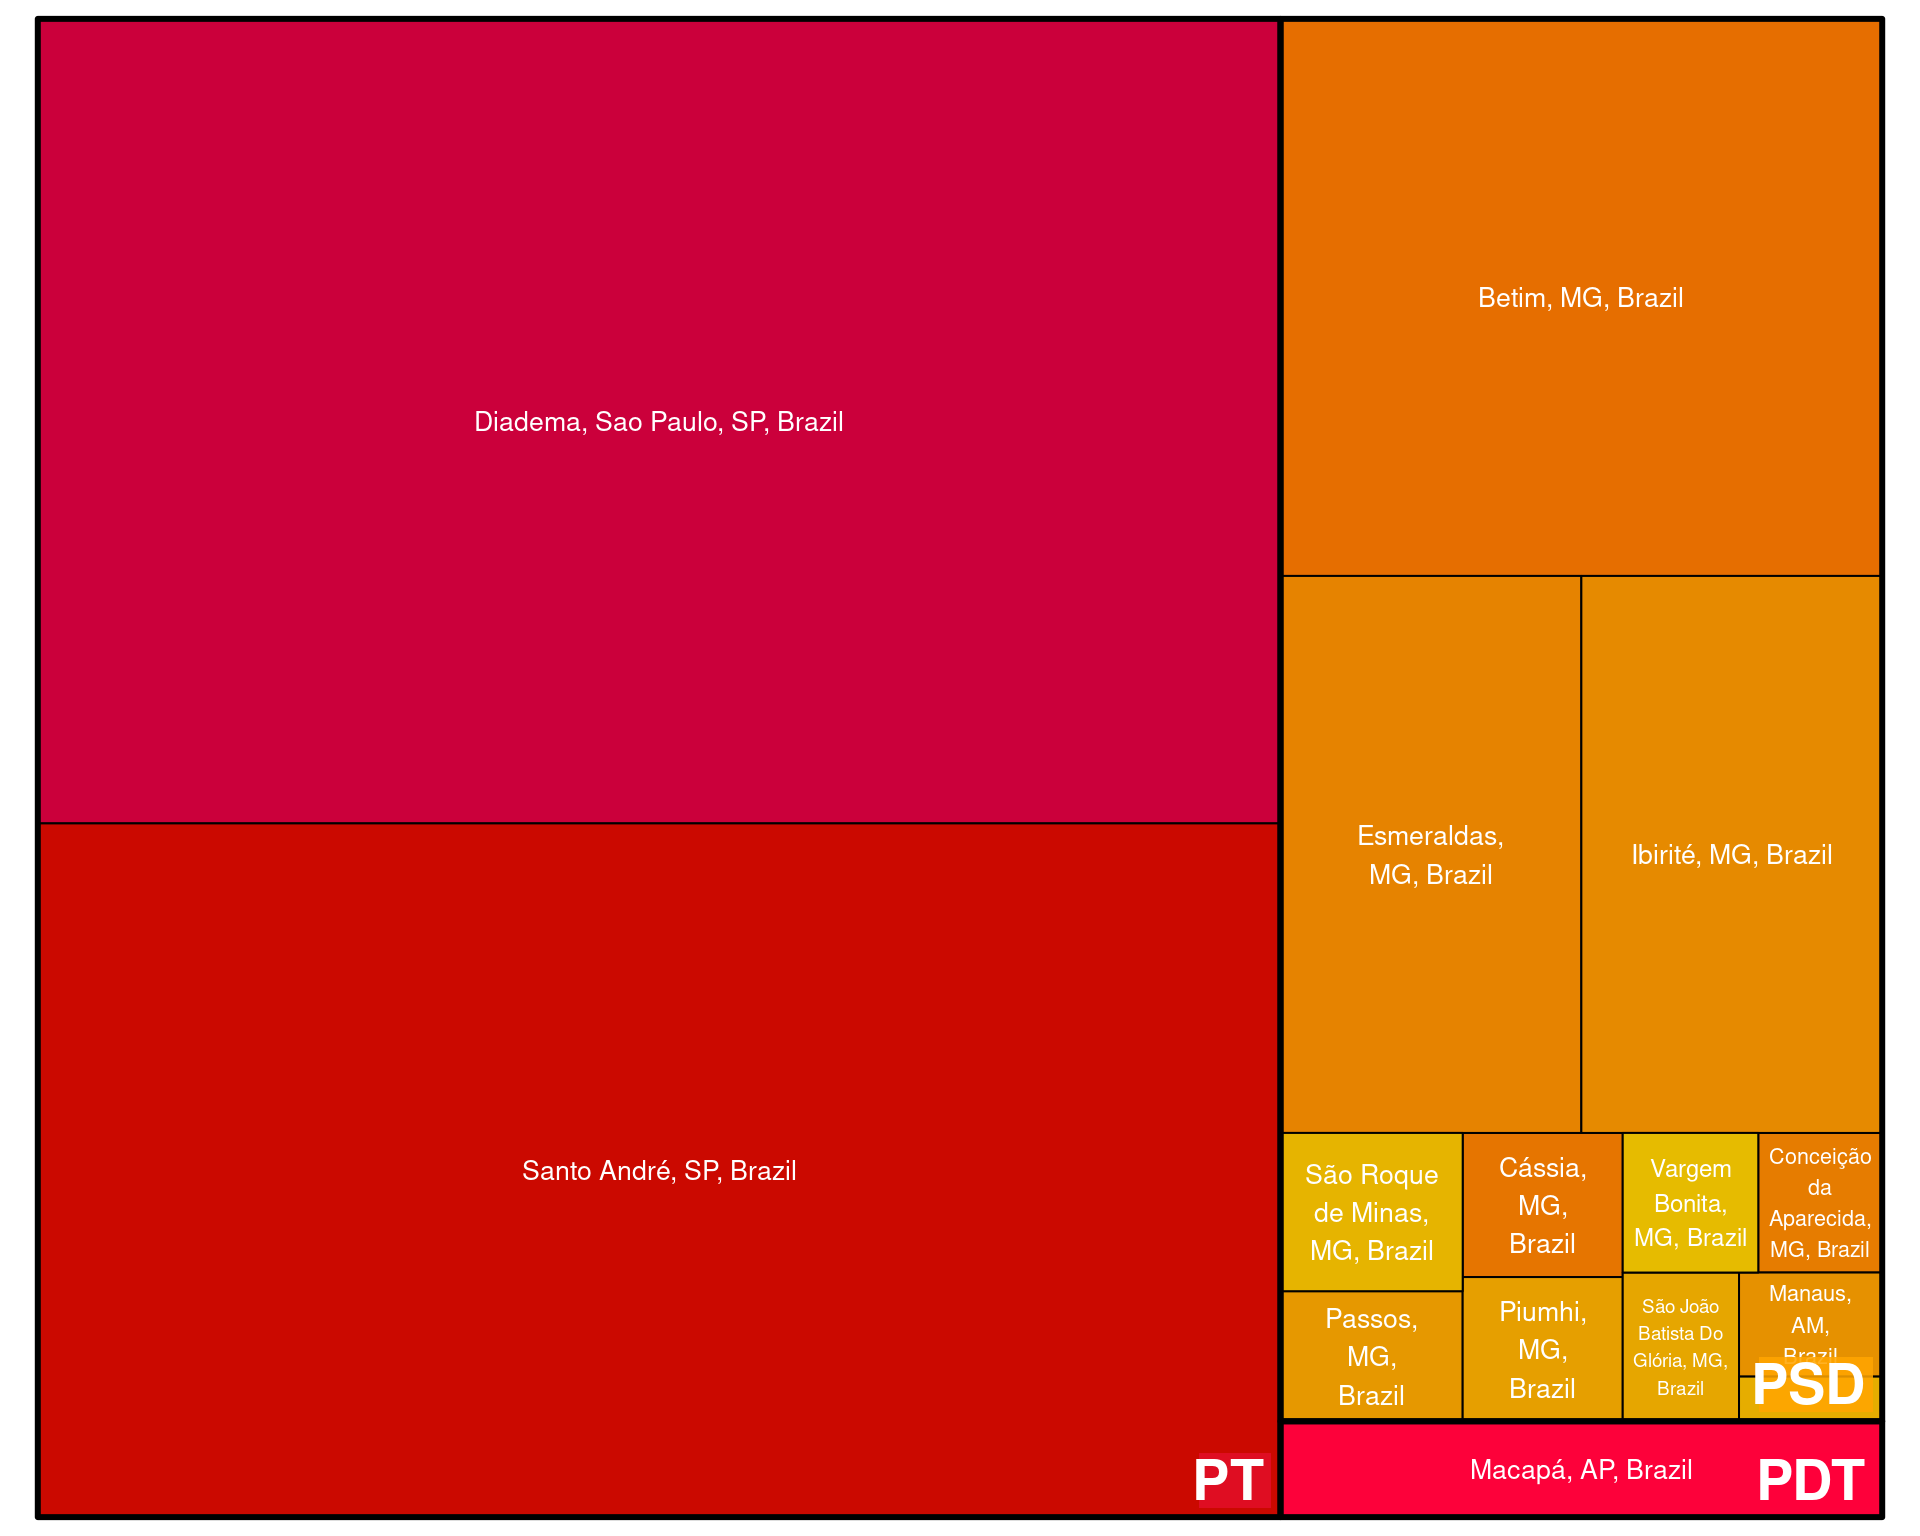 Diadema, Sao Paulo, SP, Brazil
Santo André, SP, Brazil
PT
Betim, MG, Brazil
Esmeraldas,
MG, Brazil
Ibirité, MG, Brazil
São Roque
de Minas,
MG, Brazil
Cássia,
MG,
Brazil
Vargem
Bonita,
MG, Brazil
Conceição
da
Aparecida,
MG, Brazil
Passos,
MG,
Brazil
Piumhi,
MG,
Brazil
São João
Batista Do
Glória, MG,
Brazil
Manaus,
AM,
Brazil
PSD
Macapá, AP, Brazil
PDT